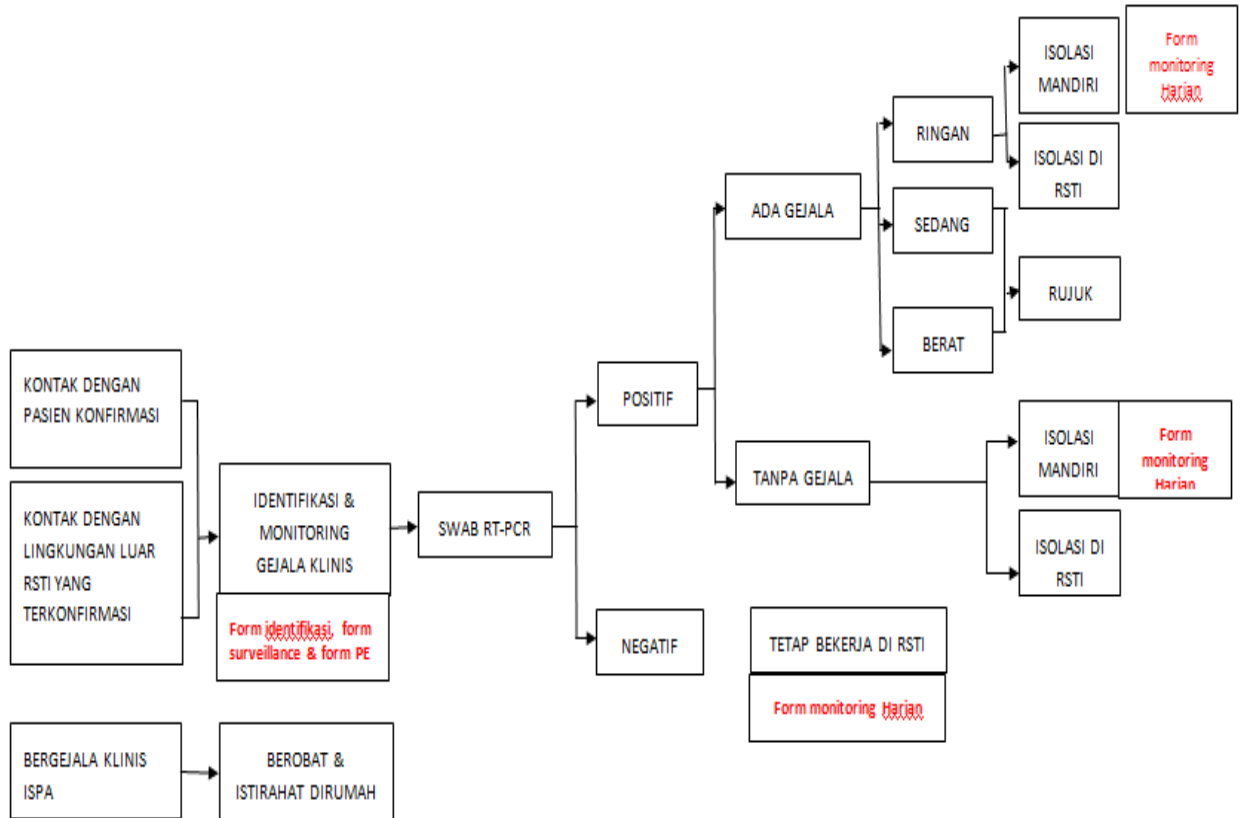 KONTAK DENGAN
PASIEN KONFIRMASI
KONTAK DENGAN
LINGKUNGAN LUAR
RSTI YANG
TERKONFIRMASI
IDENTIFIKASI &
MONITORING
GEJALA KLINIS
Form identifikasi, form
surveillance & form PE
SWAB RT-PCR
POSITIF
ADA GEJALA
RINGAN
ISOLASI
MANDIRI
Form
monitoring
Harian
ISOLASI DI
RSTI
SEDANG
BERAT
RUJUK
TANPA GEJALA
ISOLASI
MANDIRI
Form
monitoring
Harian
ISOLASI DI
RSTI
NEGATIF
TETAP BEKERJA DI RSTI
Form monitoring Harian
BERGEJALA KLINIS
ISPA
BEROBAT &
ISTIRAHAT DIRUMAH